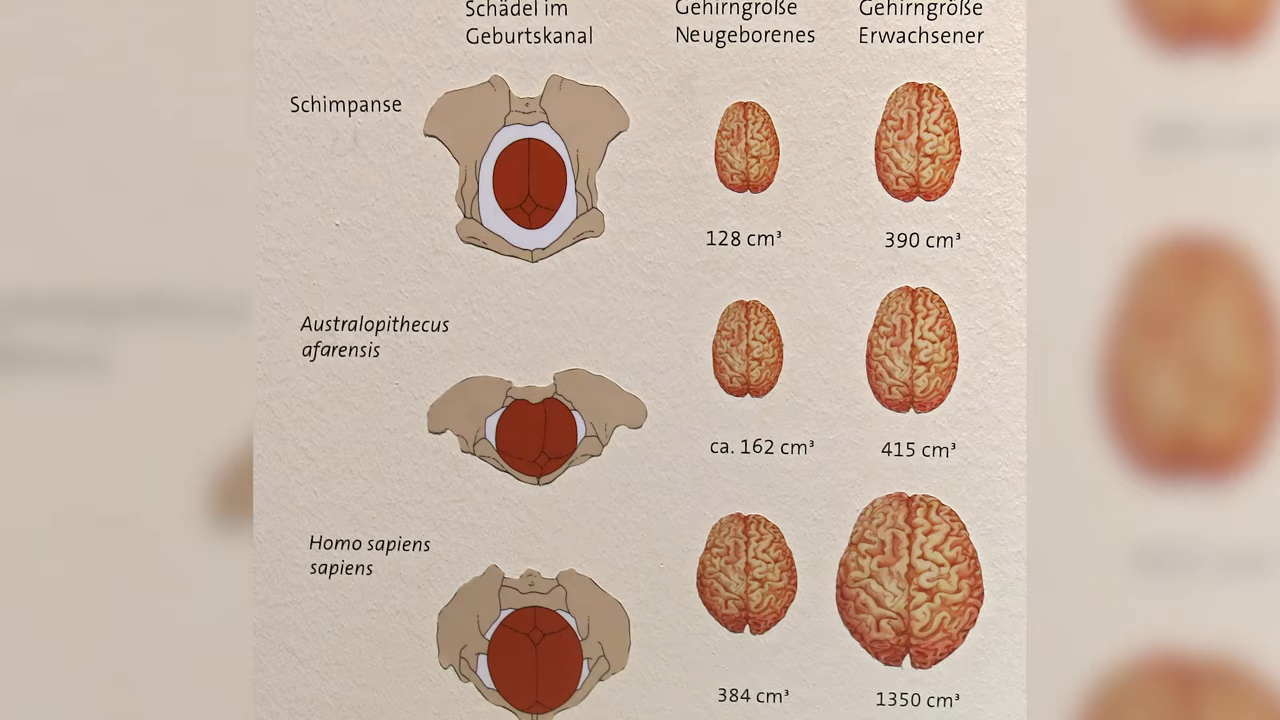 Schädel im
Geburtskanal
Gehirngröße
Neugeborenes
Gehirngröße
Erwachsener
Schimpanse
128 cm³
390 cm³
Australopithecus
afarensis
ca. 162 cm³
415 cm³
Homo sapiens
sapiens
384 cm³
1350 cm³